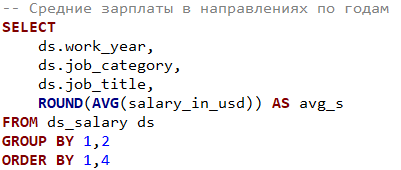 -- Средние зарплаты в направлениях по годам
SELECT
    ds.work_year,
    ds.job_category,
    ds.job_title,
    ROUND(AVG(salary_in_usd)) AS avg_s
FROM ds_salary ds
GROUP BY 1,2
ORDER BY 1,4